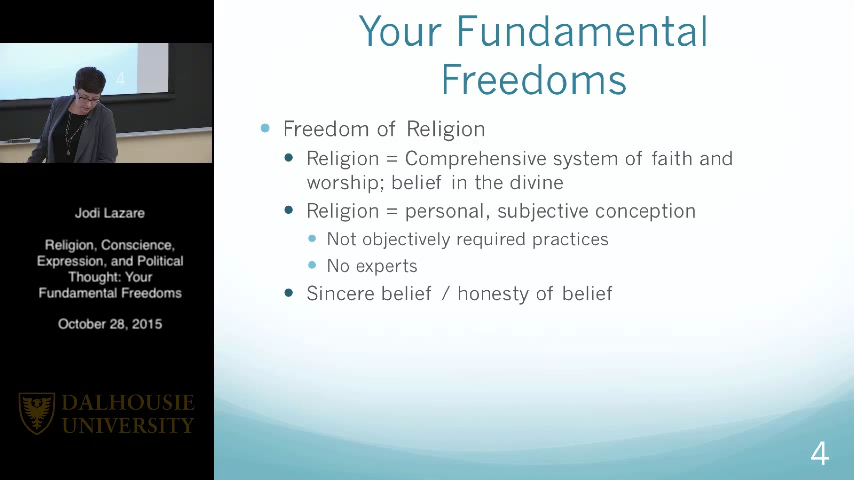 4
Jodi Lazare
Religion, Conscience,
Expression, and Political
Thought: Your
Fundamental Freedoms
October 28, 2015
DALHOUSIE
UNIVERSITY
Your Fundamental
Freedoms
Freedom of Religion
Religion = Comprehensive system of faith and
worship; belief in the divine
Religion = personal, subjective conception
Not objectively required practices
No experts
Sincere belief / honesty of belief
4